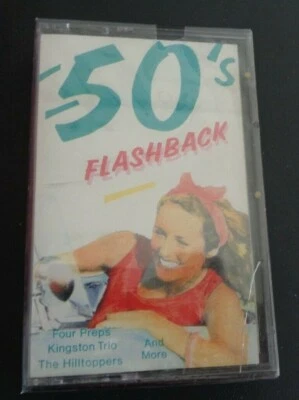 50's
FLASHBACK
Four Preps
Kingston Trio
The Hilltoppers
And
More